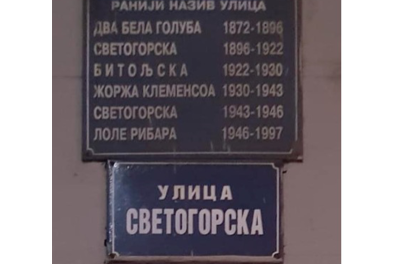 РАНИЈИ НАЗИВ УЛИЦА
ДВА БЕЛА ГОЛУБА 1872-1896
СВЕТОГОРСКА 1896-1922
БИТОЉСКА 1922-1930
ЖОРЖА КЛЕМЕНСОА 1930-1943
СВЕТОГОРСКА 1943-1946
ЛОЛЕ РИБАРА 1946-1997
УЛИЦА
СВЕТОГОРСКА